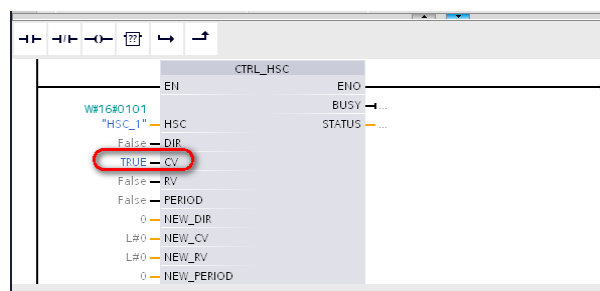 ??
CTRL_HSC
EN ENO
BUSY ...
W#16#0101
"HSC_1" HSC STATUS ...
False DIR
TRUE CV
False RV
False PERIOD
0 NEW_DIR
L#0 NEW_CV
L#0 NEW_RV
0 NEW_PERIOD